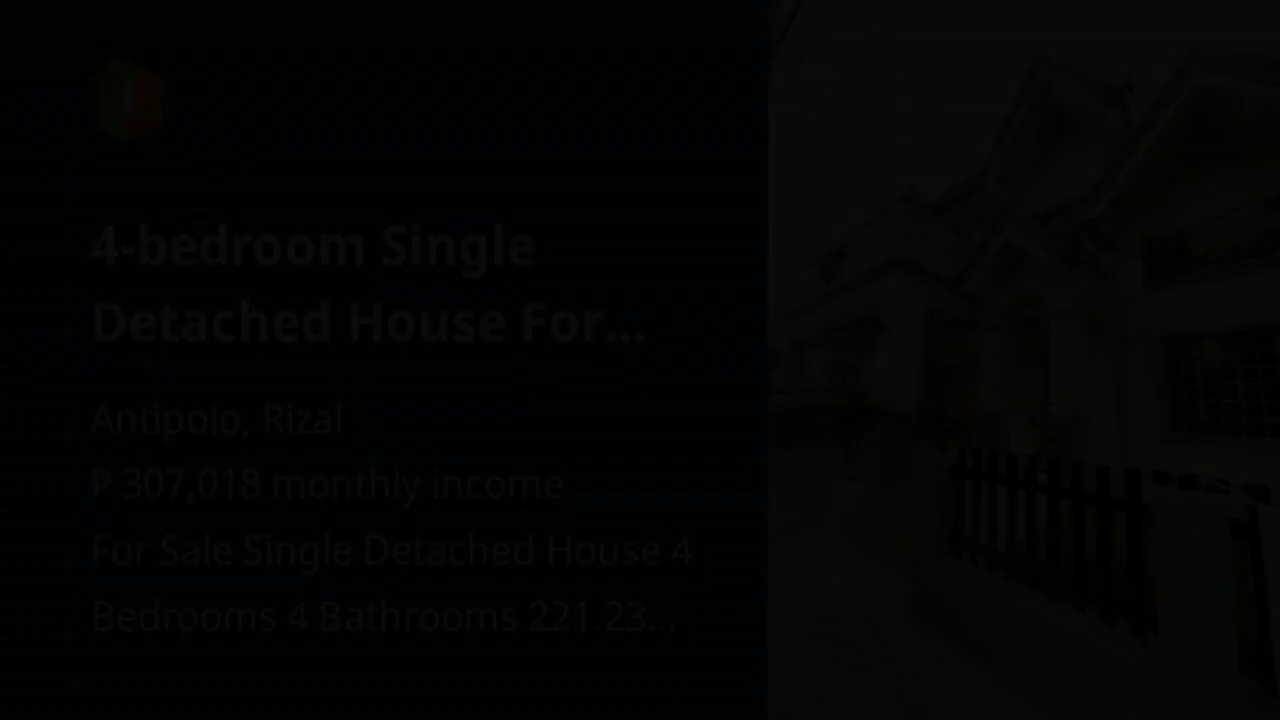 4-bedroom Single
Detached House For...
Antipolo, Rizal
₱ 307,018 monthly income
For Sale Single Detached House 4
Bedrooms 4 Bathrooms 221.23...